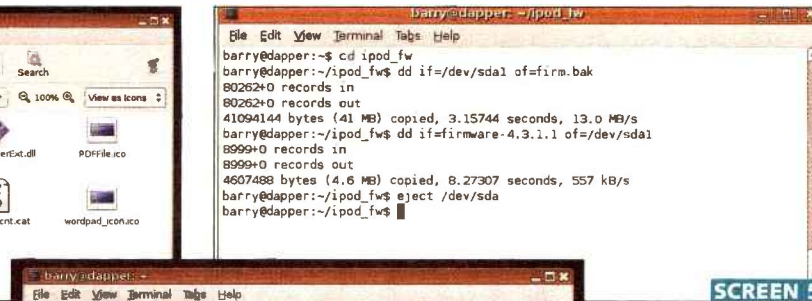 Search
100%
View as Icons
erExt.dll
PDFFile.ico
cnt.cat
wordpad_icon.ico
barry@dapper: ~/ipod_fw
File Edit View Terminal Tabs Help
barry@dapper:~$ cd ipod_fw
barry@dapper:~/ipod_fw$ dd if=/dev/sda1 of=firm.bak
80262+0 records in
80262+0 records out
41094144 bytes (41 MB) copied, 3.15744 seconds, 13.0 MB/s
barry@dapper:~/ipod_fw$ dd if=firmware-4.3.1.1 of=/dev/sda1
8999+0 records in
8999+0 records out
4607488 bytes (4.6 MB) copied, 8.27307 seconds, 557 kB/s
barry@dapper:~/ipod_fw$ eject /dev/sda
barry@dapper:~/ipod_fw$
barry@dapper: ~
File Edit View Terminal Tabs Help
SCREEN